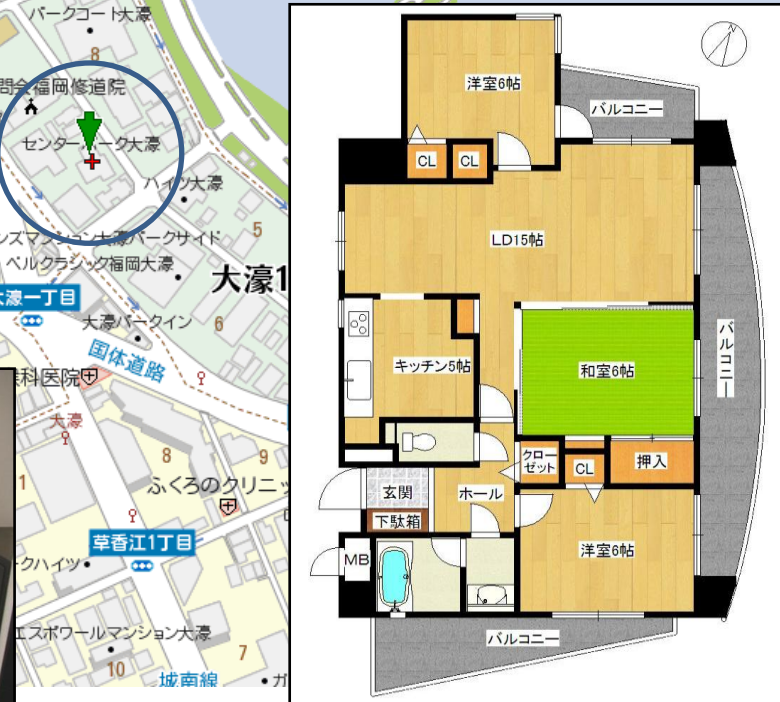 パークコート大濠
8
問会福岡修道院
センターパーク大濠
ハイツ大濠
ンズマンション大濠パークサイド
5
ベルクラシック福岡大濠
大濠1
大濠一丁目
大濠パークイン
6
国体道路
科医院
大濠
8
9
1
ふくろのクリニッ
草香江1丁目
クハイツ
エスポワールマンション大濠
7
10
城南線
ガ
N
洋室6帖
バルコニー
CL
CL
LD15帖
キッチン5帖
和室6帖
バルコニー
クロー
ゼット
CL
押入
玄関
ホール
下駄箱
洋室6帖
MB
バルコニー